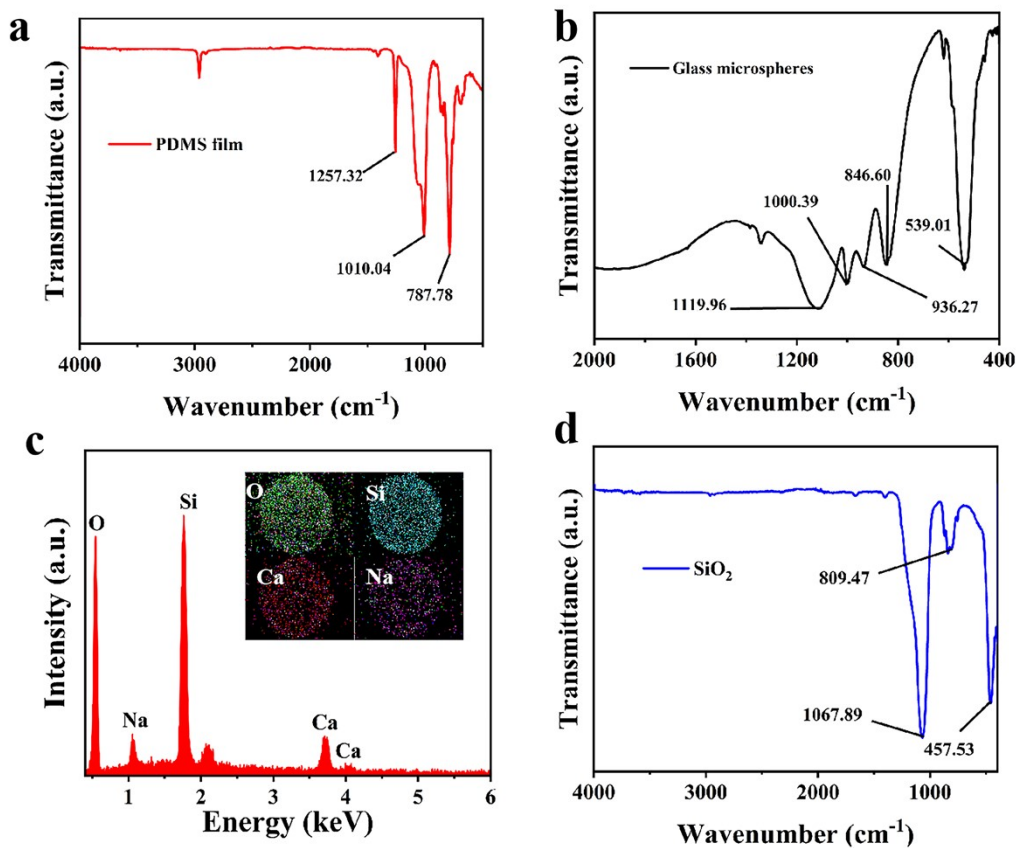 a
Transmittance (a.u.)
PDMS film
1257.32
1010.04
787.78
4000 3000 2000 1000
Wavenumber (cm⁻¹)
b
Transmittance (a.u.)
Glass microspheres
1000.39
846.60
539.01
1119.96
936.27
2000 1600 1200 800 400
Wavenumber (cm⁻¹)
c
Intensity (a.u.)
O
Na
Si
Ca
Ca
O
Si
Ca
Na
1 2 3 4 5 6
Energy (keV)
d
Transmittance (a.u.)
SiO₂
809.47
1067.89
457.53
4000 3000 2000 1000
Wavenumber (cm⁻¹)